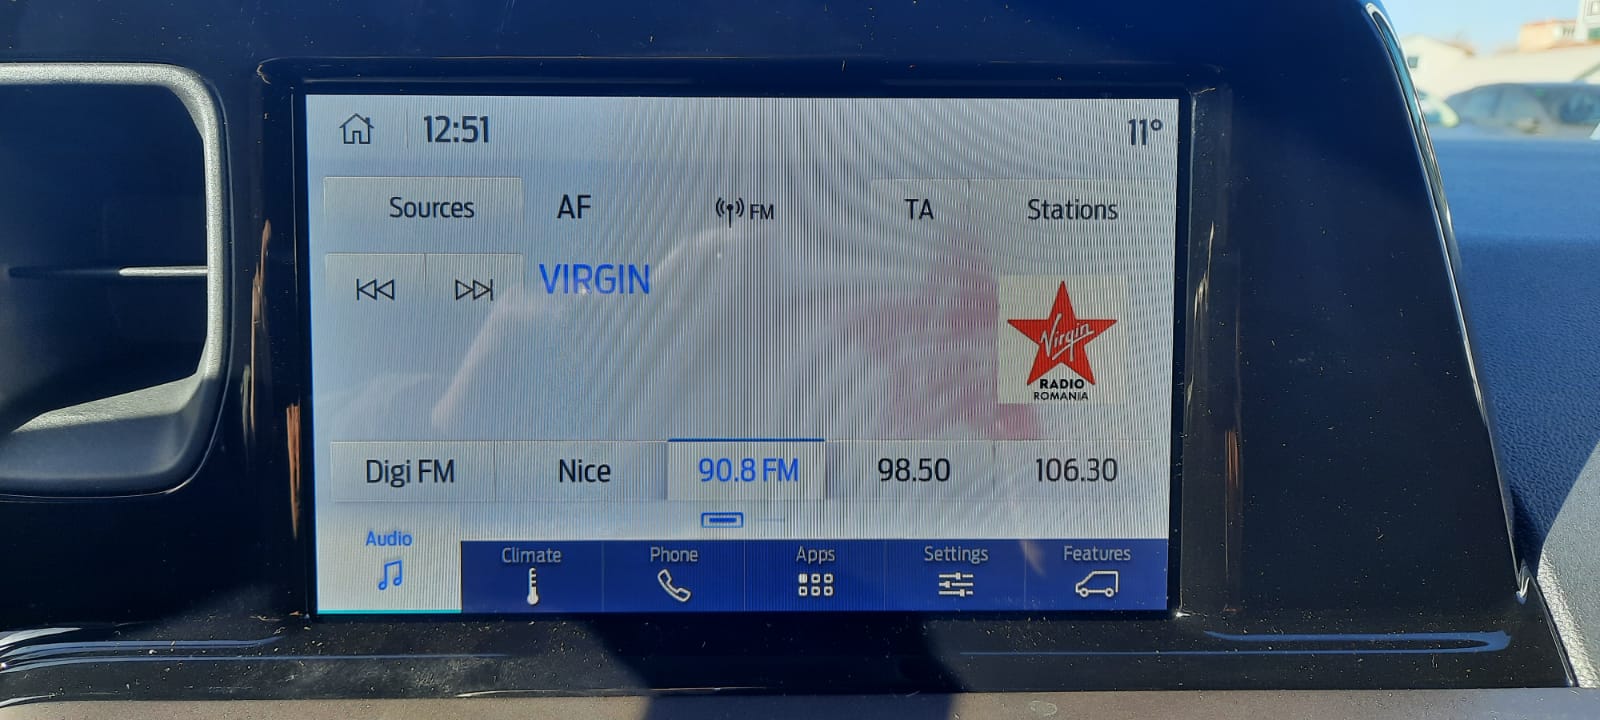 12:51
11°
Sources
AF
FM
TA
Stations
VIRGIN
Virgin
RADIO
ROMANIA
Digi FM
Nice
90.8 FM
98.50
106.30
Audio
Climate
Phone
Apps
Settings
Features